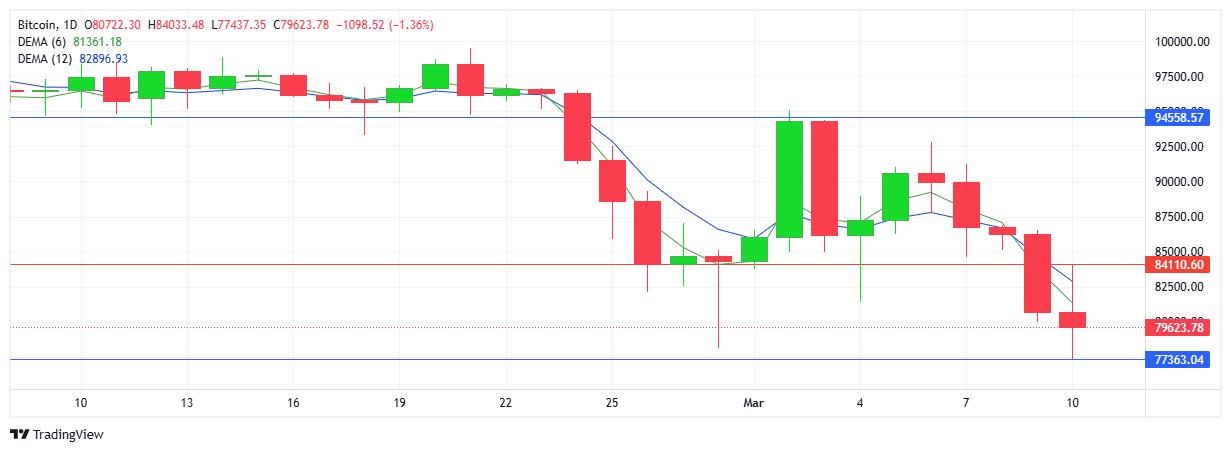 Bitcoin, 1D O80722.30 H84033.48 L77437.35 C79623.78 −1098.52 (−1.36%)
DEMA (6) 81361.18
DEMA (12) 82896.93
100000.00
97500.00
94558.57
92500.00
90000.00
87500.00
85000.00
84110.60
82500.00
79623.78
77363.04
10 13 16 19 22 25 Mar 4 7 10
TradingView